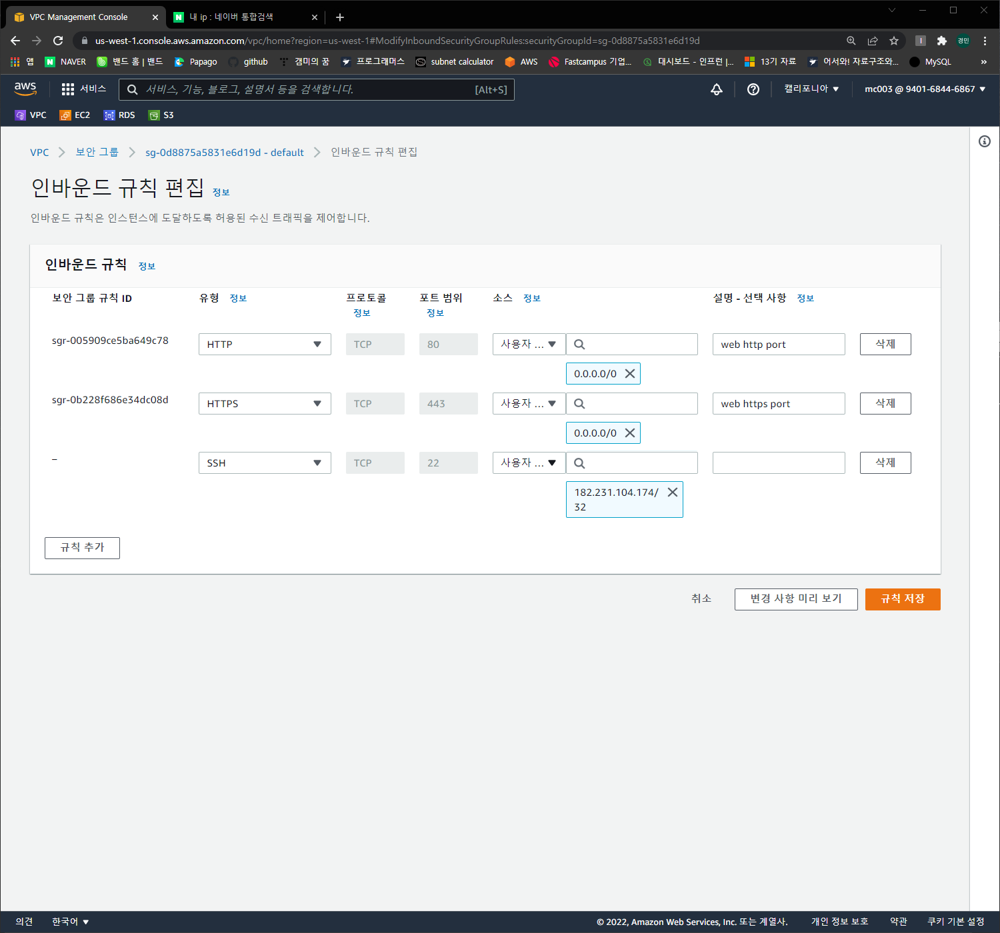 VPC Management Console
내 ip : 네이버 통합검색
us-west-1.console.aws.amazon.com/vpc/home?region=us-west-1#ModifyInboundSecurityGroupRules:securityGroupId=sg-0d8875a5831e6d19d
경민
앱 NAVER 밴드 홈 | 밴드 Papago github 캠미의 꿈 프로그래머스 subnet calculator AWS Fastcampus 기업... 대시보드 - 인프런 |... 13기 자료 어서와! 자료구조와... MySQL »
aws 서비스 서비스, 기능, 블로그, 설명서 등을 검색합니다. [Alt+S] 캘리포니아 mc003 @ 9401-6844-6867
VPC EC2 RDS S3
VPC 보안 그룹 sg-0d8875a5831e6d19d - default 인바운드 규칙 편집
인바운드 규칙 편집 정보
인바운드 규칙은 인스턴스에 도달하도록 허용된 수신 트래픽을 제어합니다.
인바운드 규칙 정보
보안 그룹 규칙 ID 유형 정보 프로토콜 정보 포트 범위 정보 소스 정보 설명 - 선택 사항 정보
sgr-005909ce5ba649c78 HTTP TCP 80 사용자 ... web http port 삭제
0.0.0.0/0
sgr-0b228f686e34dc08d HTTPS TCP 443 사용자 ... web https port 삭제
0.0.0.0/0
– SSH TCP 22 사용자 ... 삭제
182.231.104.174/
32
규칙 추가
취소 변경 사항 미리 보기 규칙 저장
의견 한국어 © 2022, Amazon Web Services, Inc. 또는 계열사. 개인 정보 보호 약관 쿠키 기본 설정